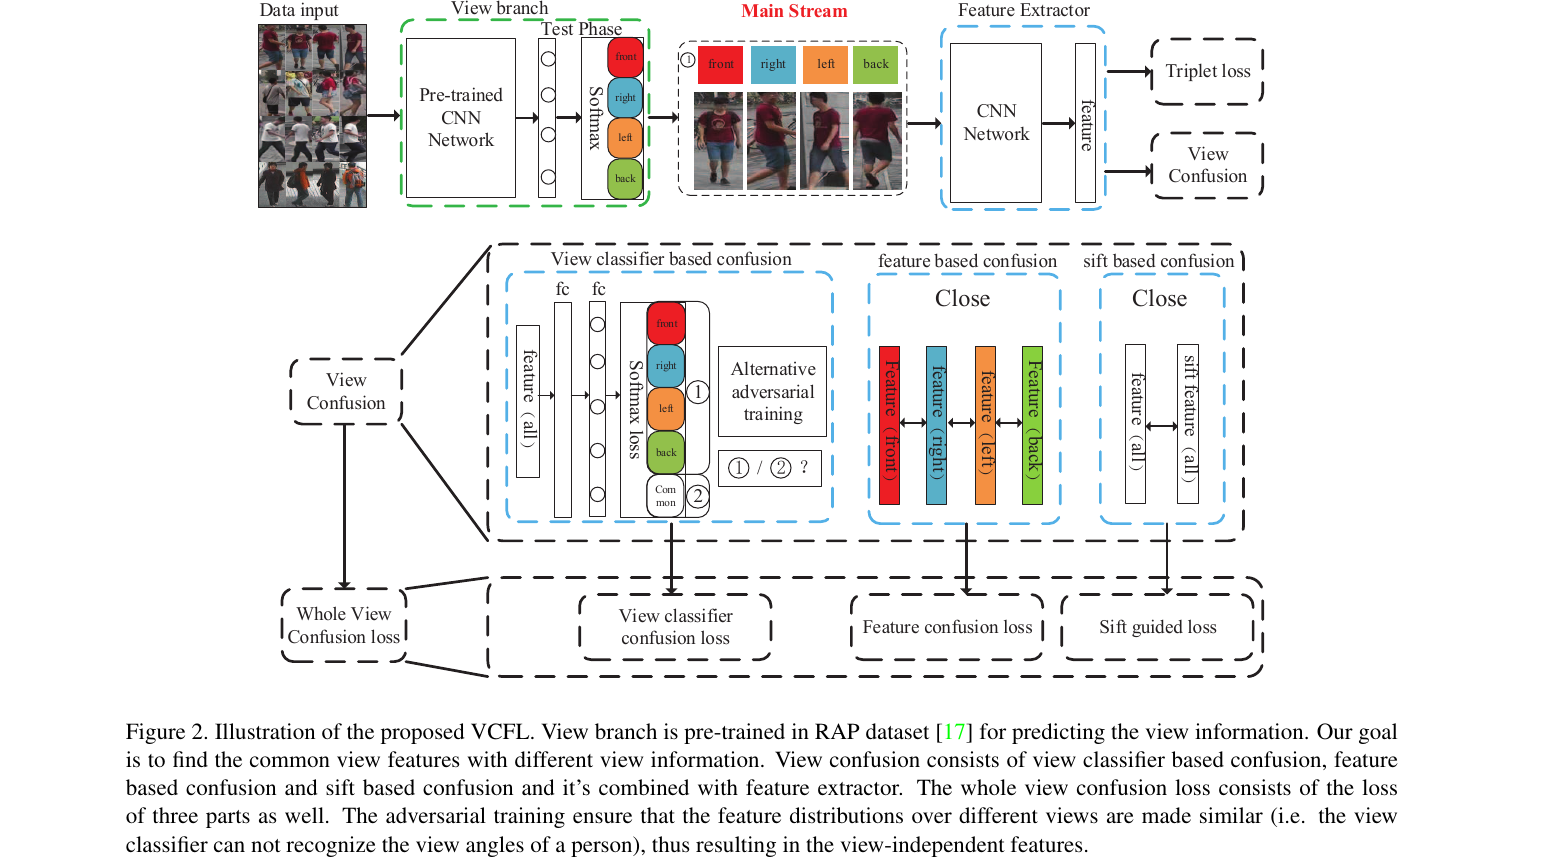 Data input
View branch
Main Stream
Feature Extractor
Test Phase
Pre-trained
CNN
Network
Softmax
front
right
left
back
①
front
right
left
back
CNN
Network
feature
Triplet loss
View
Confusion
View classifier based confusion
feature based confusion
sift based confusion
fc
fc
feature（all）
Softmax loss
front
right
left
back
Com
mon
①
②
Alternative
adversarial
training
① / ② ?
Close
Feature（front）
feature（right）
feature（left）
Feature（back）
Close
feature（all）
sift feature（all）
View
Confusion
Whole View
Confusion loss
View classifier
confusion loss
Feature confusion loss
Sift guided loss
Figure 2. Illustration of the proposed VCFL. View branch is pre-trained in RAP dataset [17] for predicting the view information. Our goal
is to find the common view features with different view information. View confusion consists of view classifier based confusion, feature
based confusion and sift based confusion and it's combined with feature extractor. The whole view confusion loss consists of the loss
of three parts as well. The adversarial training ensure that the feature distributions over different views are made similar (i.e. the view
classifier can not recognize the view angles of a person), thus resulting in the view-independent features.